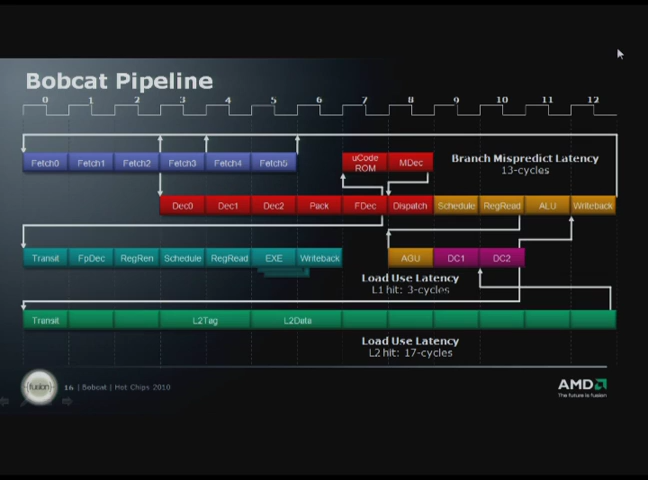 Bobcat Pipeline
0 1 2 3 4 5 6 7 8 9 10 11 12
Fetch0 Fetch1 Fetch2 Fetch3 Fetch4 Fetch5 uCode ROM MDec
Branch Mispredict Latency
13-cycles
Dec0 Dec1 Dec2 Pack FDec Dispatch Schedule RegRead ALU Writeback
Transit FpDec RegRen Schedule RegRead EXE Writeback AGU DC1 DC2
Load Use Latency
L1 hit: 3-cycles
Transit L2Tag L2Data
Load Use Latency
L2 hit: 17-cycles
fusion 16 | Bobcat | Hot Chips 2010
AMD
The future is fusion